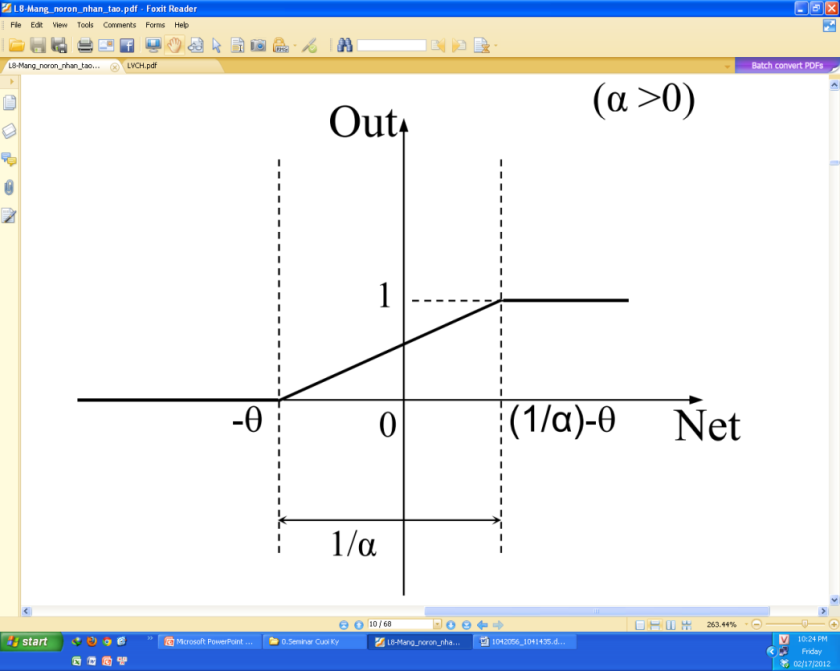 L8-Mang_noron_nhan_tao.pdf - Foxit Reader
File Edit View Tools Comments Forms Help
L8-Mang_noron_nhan_tao... LVCH.pdf Batch convert PDFs
(α >0)
Out
1
-θ 0 (1/α)-θ Net
1/α
10 / 68 263.44%
start Microsoft PowerPoint ... 0.Seminar Cuoi Ky L8-Mang_noron_nha... 1042056_1041435.d... 10:24 PM
Friday
02/17/2012